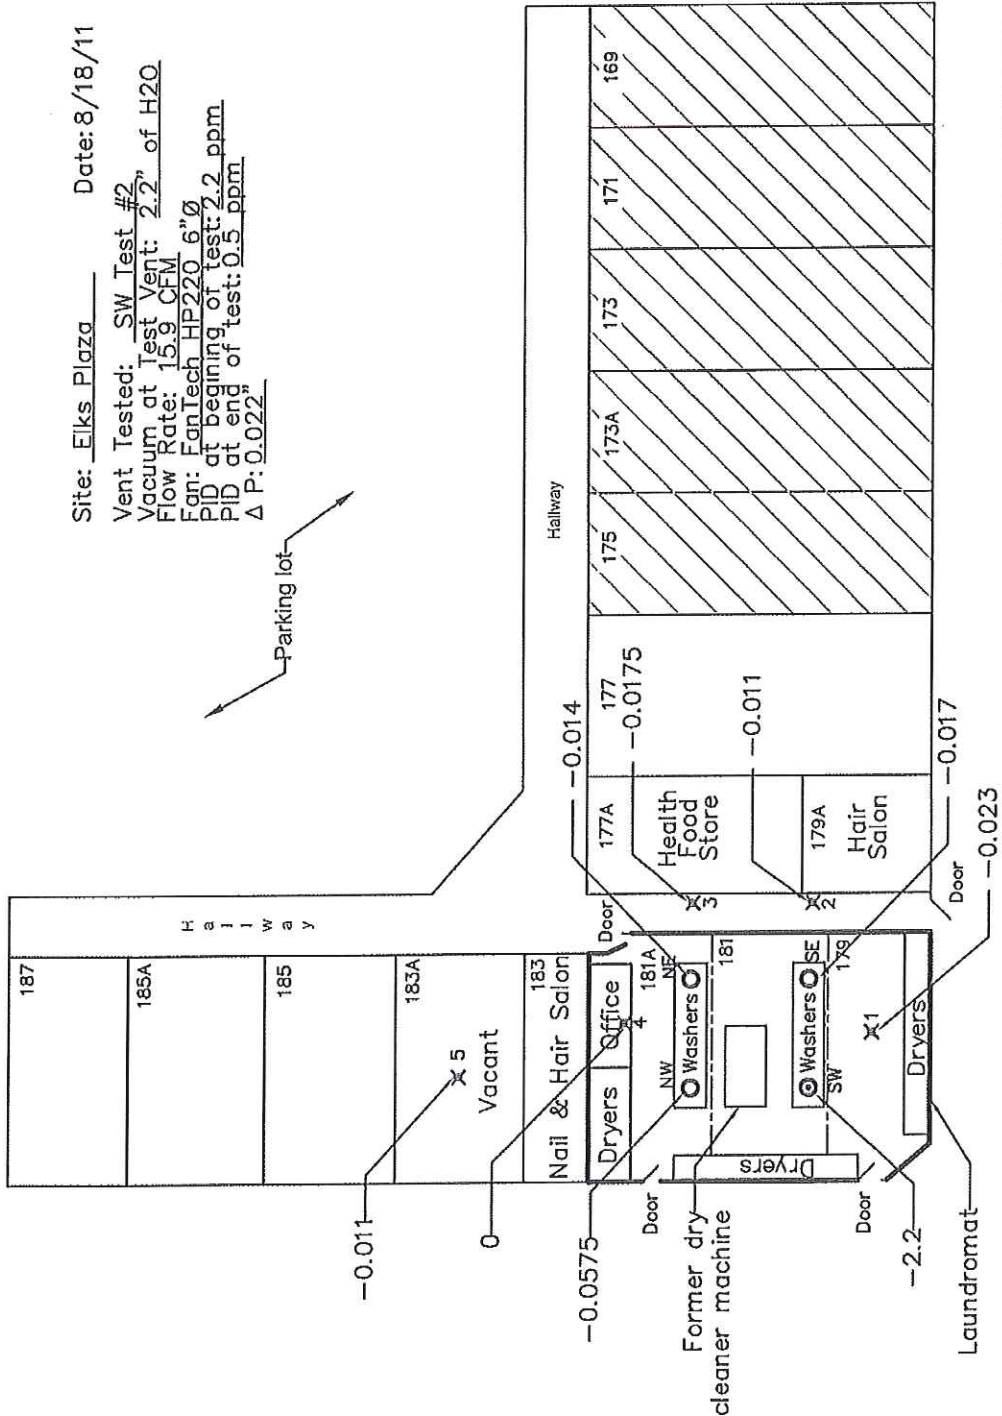 Site: Elks Plaza Date: 8/18/11
Vent Tested: SW Test #2
Vacuum at Test Vent: 2.2" of H2O
Flow Rate: 15.9 CFM
Fan: FanTech HP220 6"Ø
PID at begining of test: 2.2 ppm
PID at end of test: 0.5 ppm
Δ P: 0.022"
Parking lot
Hallway
187
185A
185
183A
5
Vacant
183
Nail & Hair Salon
Hallway
169
171
173
173A
175
177
177A
Health
Food
Store
179A
Hair
Salon
-0.014
-0.0175
-0.011
-0.017
-0.023
3
2
Door
Door
Office
4
Dryers
181A
NE
NW
Washers
181
Washers
SE
SW
179
1
Dryers
Dryers
Door
Door
-0.011
0
-0.0575
Former dry
cleaner machine
-2.2
Laundromat